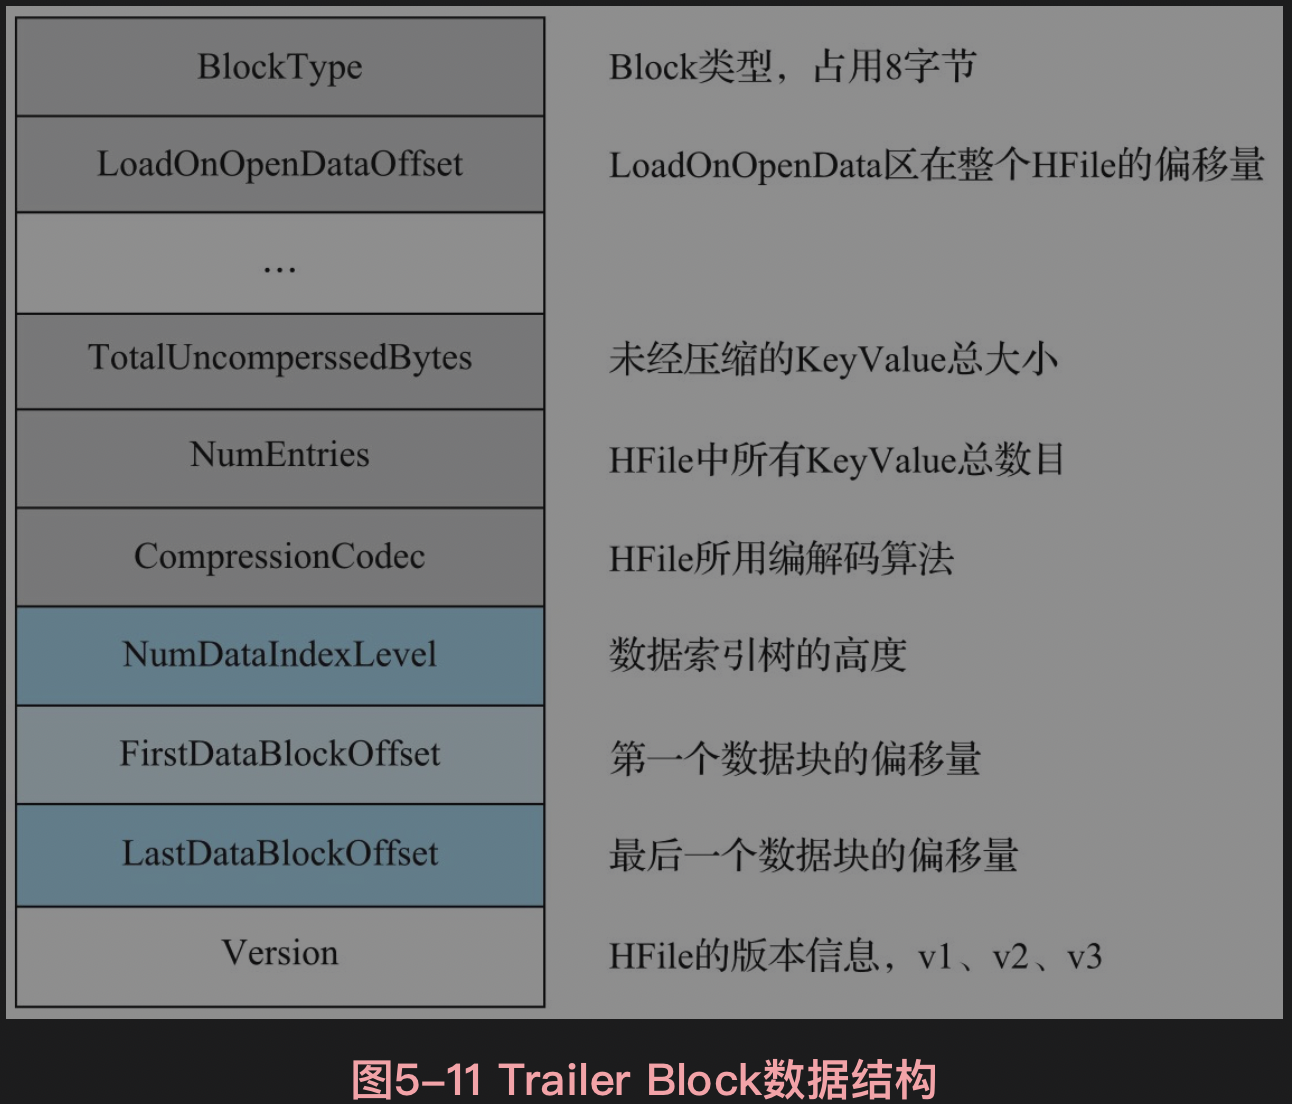 BlockType Block类型，占用8字节
LoadOnOpenDataOffset LoadOnOpenData区在整个HFile的偏移量
…
TotalUncomperssedBytes 未经压缩的KeyValue总大小
NumEntries HFile中所有KeyValue总数目
CompressionCodec HFile所用编解码算法
NumDataIndexLevel 数据索引树的高度
FirstDataBlockOffset 第一个数据块的偏移量
LastDataBlockOffset 最后一个数据块的偏移量
Version HFile的版本信息，v1、v2、v3
图5-11 Trailer Block数据结构